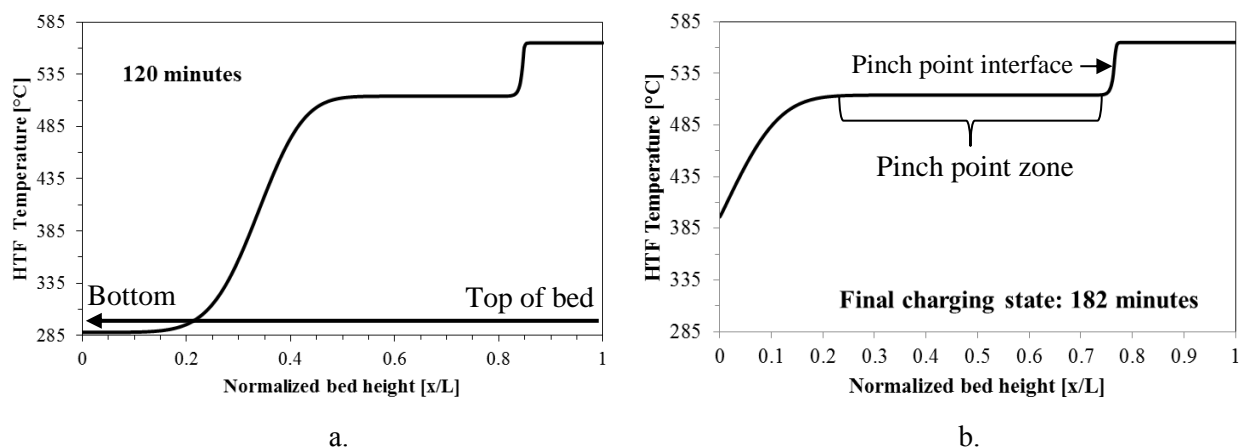 585
535
485
435
385
335
285
HTF Temperature [°C]
120 minutes
Bottom
Top of bed
0
0.2
0.4
0.6
0.8
1
Normalized bed height [x/L]
a.
585
535
485
435
385
335
285
HTF Temperature [°C]
Pinch point interface
Pinch point zone
Final charging state: 182 minutes
0
0.1
0.2
0.3
0.4
0.5
0.6
0.7
0.8
0.9
1
Normalized bed height [x/L]
b.